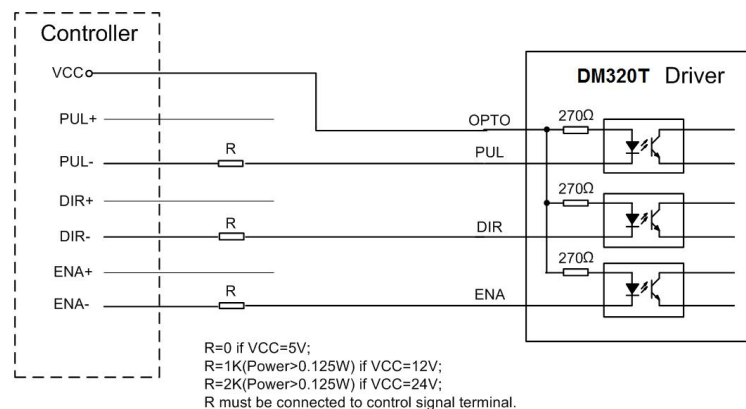 Controller
DM320T Driver
VCC
PUL+
OPTO
270Ω
PUL-
R
PUL
DIR+
270Ω
DIR-
R
DIR
ENA+
270Ω
ENA-
R
ENA
R=0 if VCC=5V;
R=1K(Power>0.125W) if VCC=12V;
R=2K(Power>0.125W) if VCC=24V;
R must be connected to control signal terminal.